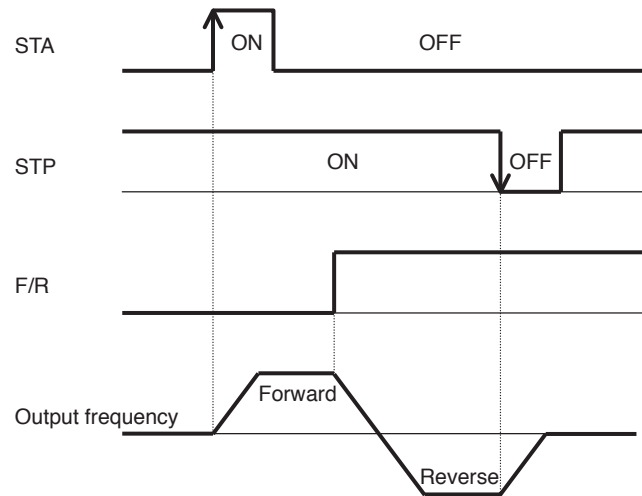 STA
ON
OFF
STP
ON
OFF
F/R
Output frequency
Forward
Reverse